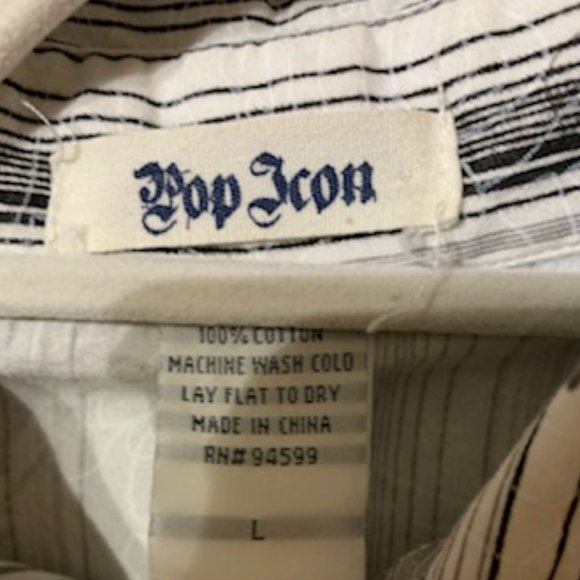 Pop Icon
100% COTTON
MACHINE WASH COLD
LAY FLAT TO DRY
MADE IN CHINA
RN# 94599
L